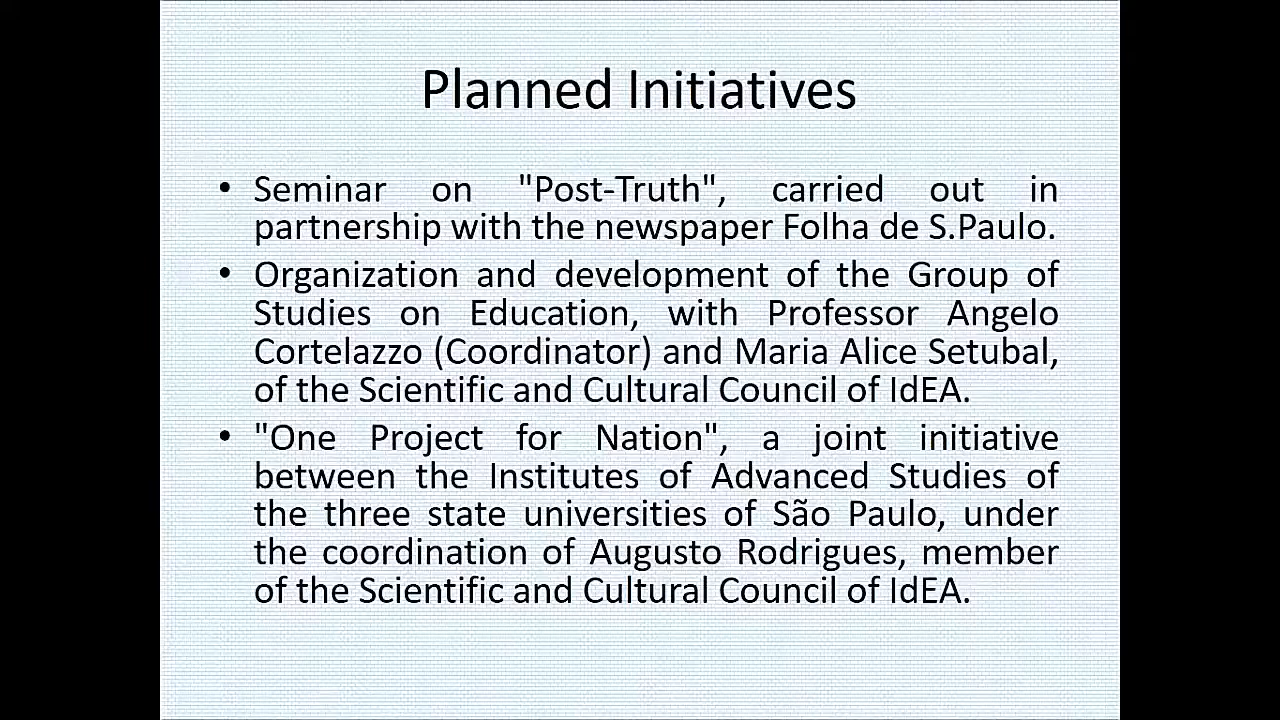 Planned Initiatives
• Seminar on "Post-Truth", carried out in
partnership with the newspaper Folha de S.Paulo.
• Organization and development of the Group of
Studies on Education, with Professor Angelo
Cortelazzo (Coordinator) and Maria Alice Setubal,
of the Scientific and Cultural Council of IdEA.
• "One Project for Nation", a joint initiative
between the Institutes of Advanced Studies of
the three state universities of São Paulo, under
the coordination of Augusto Rodrigues, member
of the Scientific and Cultural Council of IdEA.